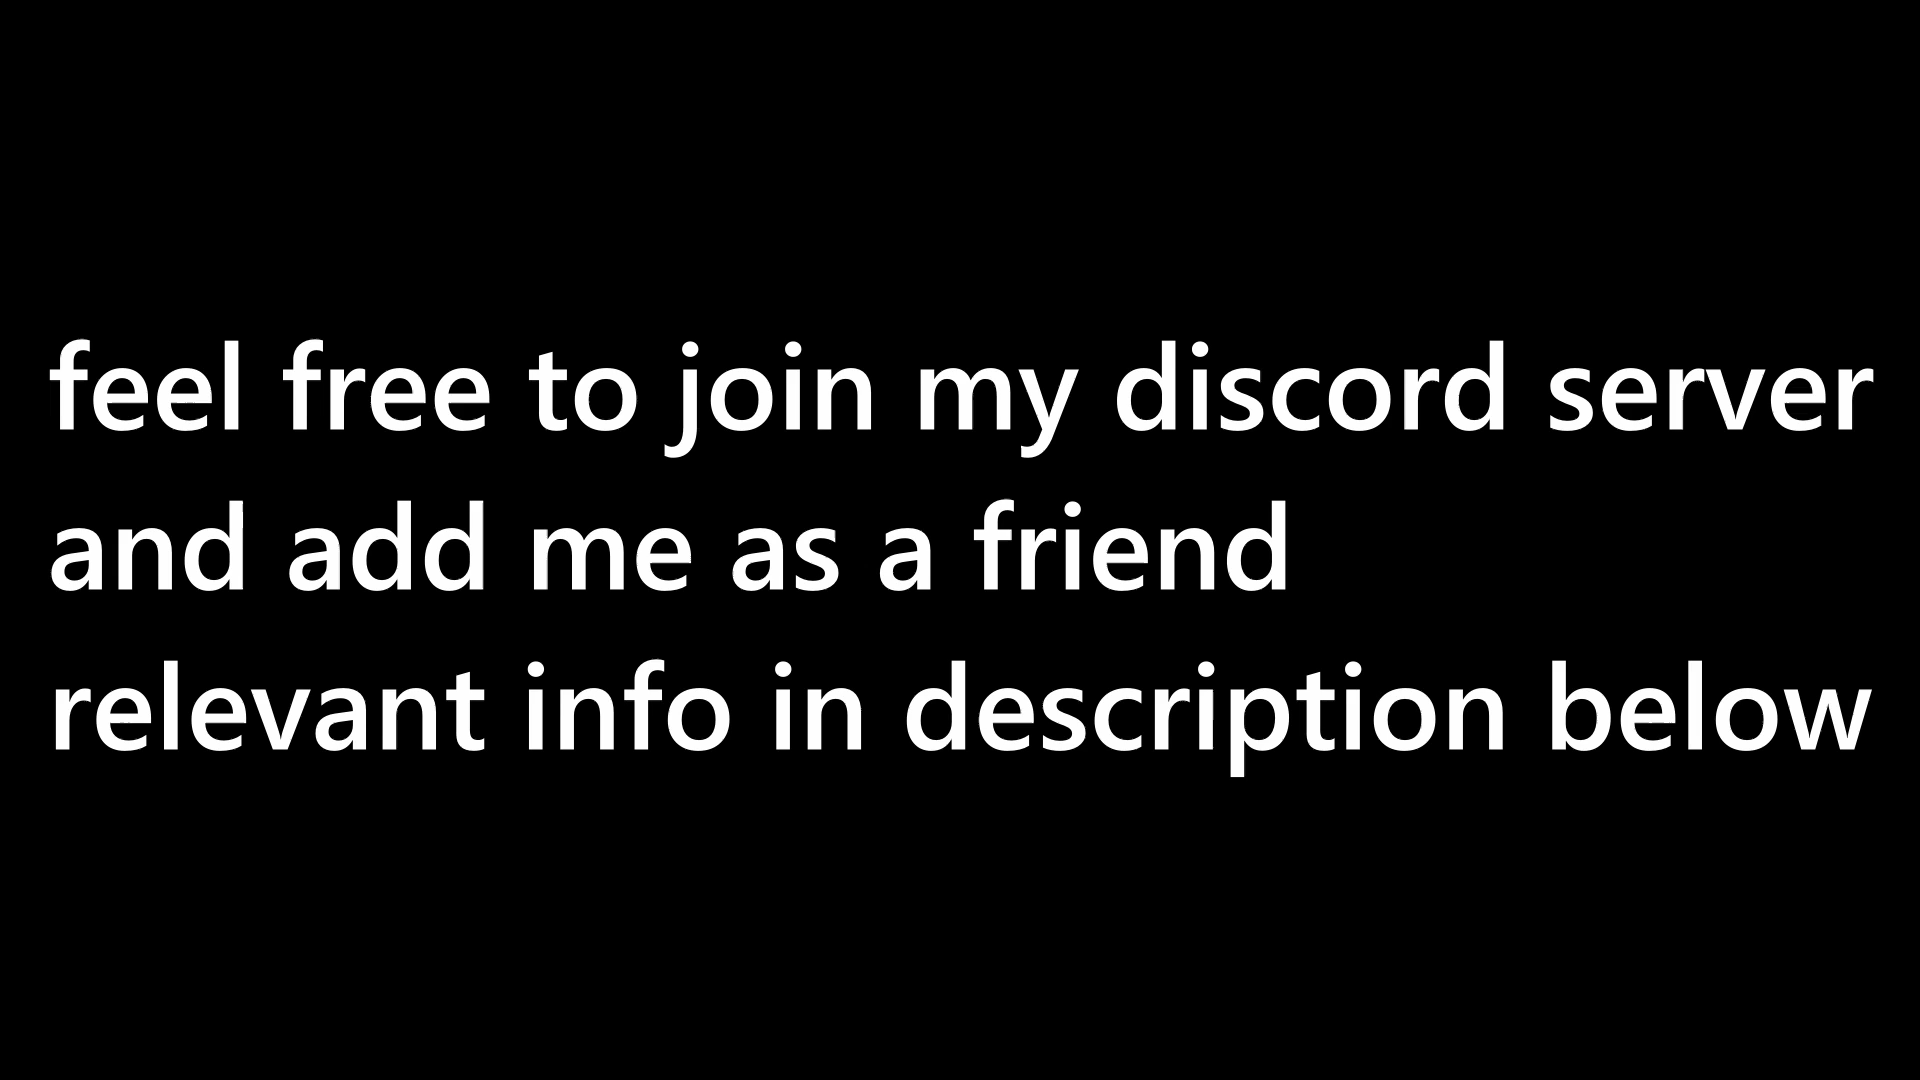 feel free to join my discord server
and add me as a friend
relevant info in description below